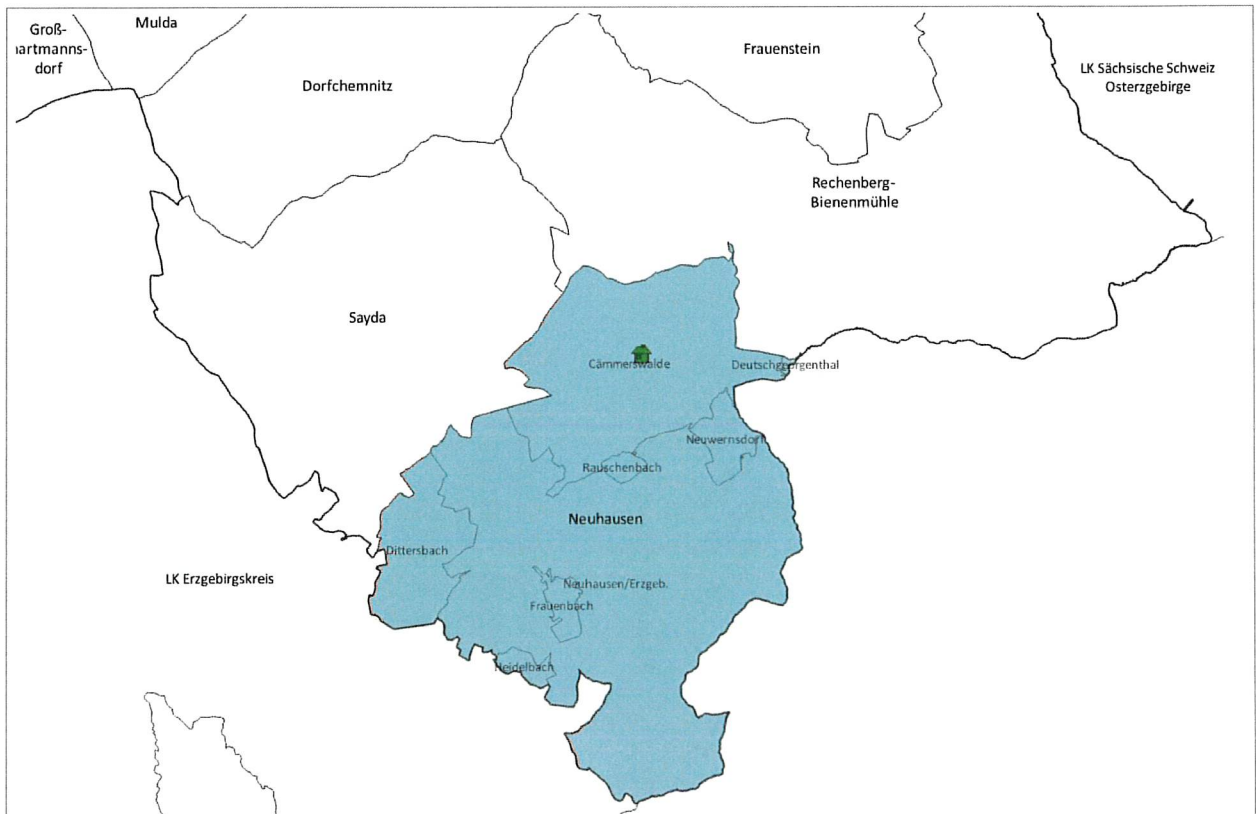 Groß-
hartmanns-
dorf
Mulda
Dorfchemnitz
Frauenstein
LK Sächsische Schweiz
Osterzgebirge
Rechenberg-
Bienenmühle
Sayda
Cämmerswalde
Deutschgeorgenthal
Neuwernsdorf
Rauschenbach
Neuhausen
Dittersbach
LK Erzgebirgskreis
Neuhausen/Erzgeb.
Frauenbach
Heidelbach